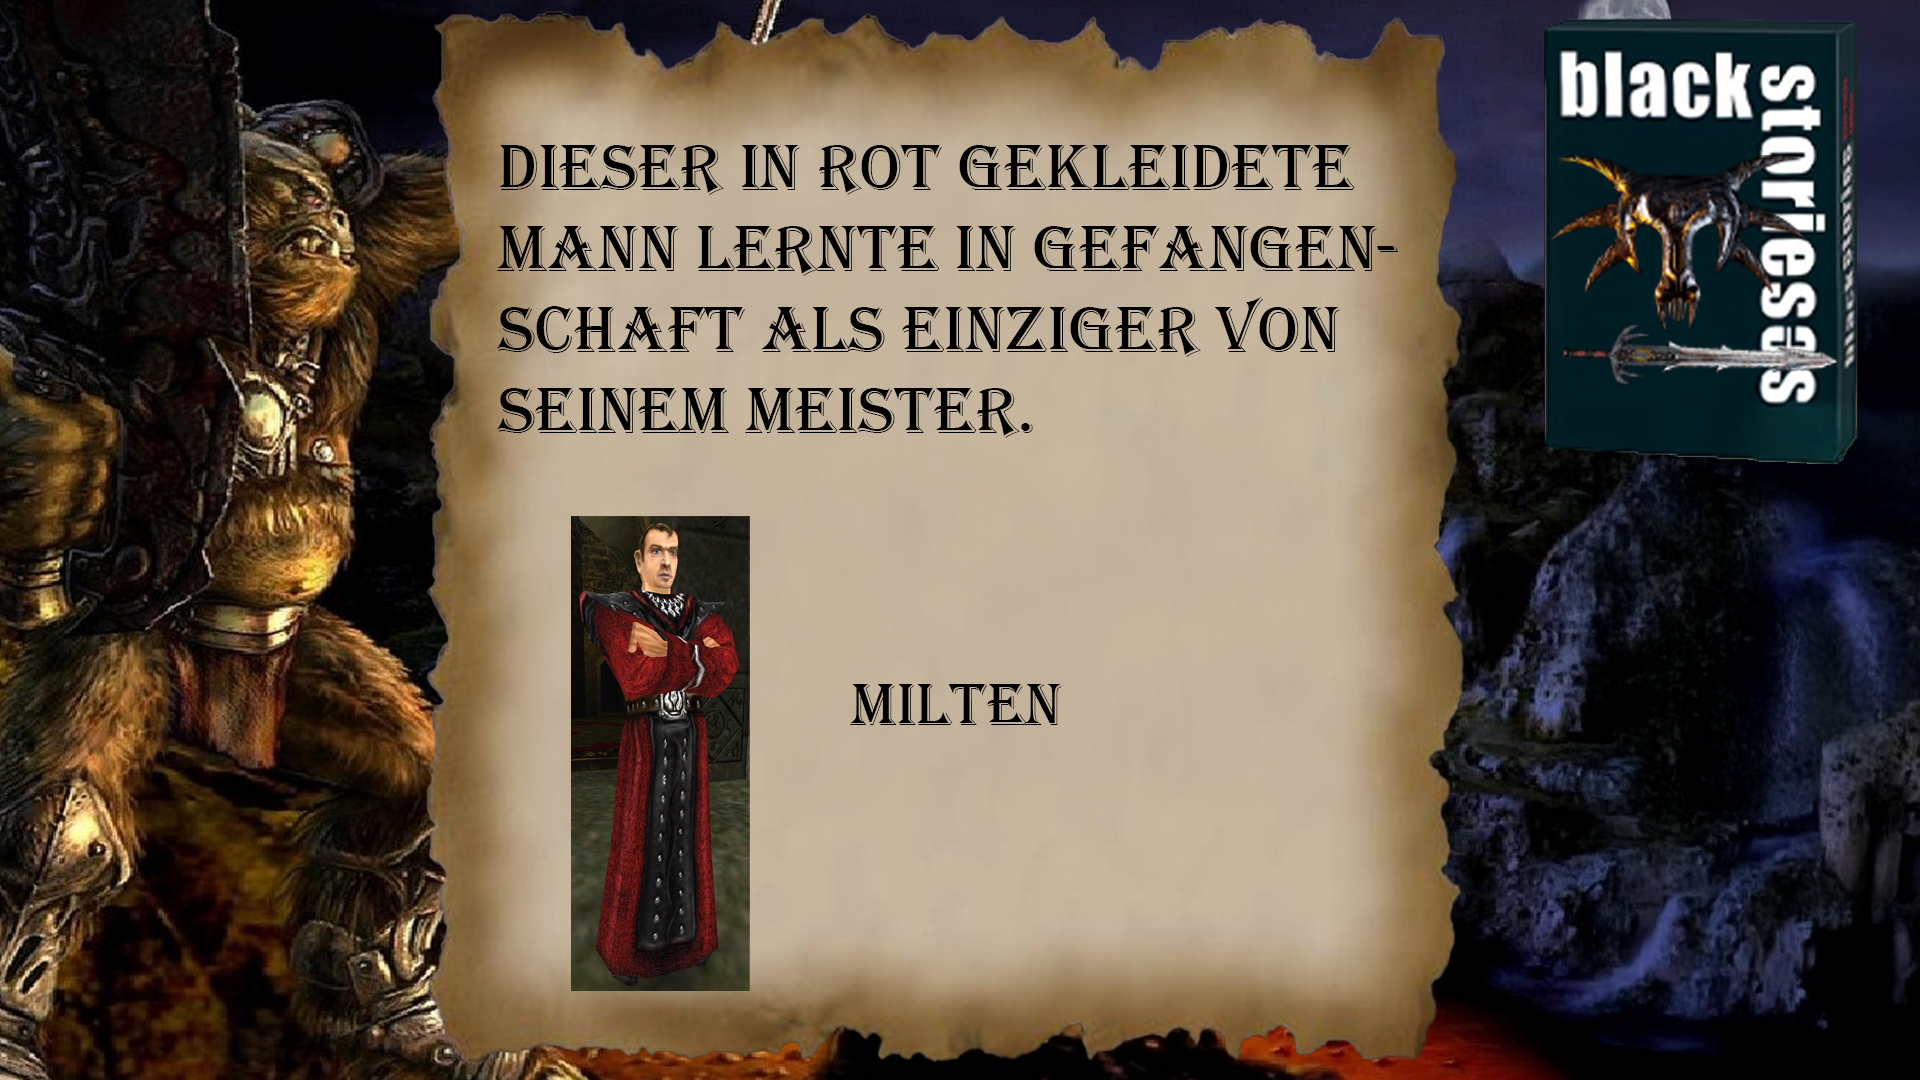 DIESER IN ROT GEKLEIDETE
MANN LERNTE IN GEFANGEN-
SCHAFT ALS EINZIGER VON
SEINEM MEISTER.
MILTEN
black
stories